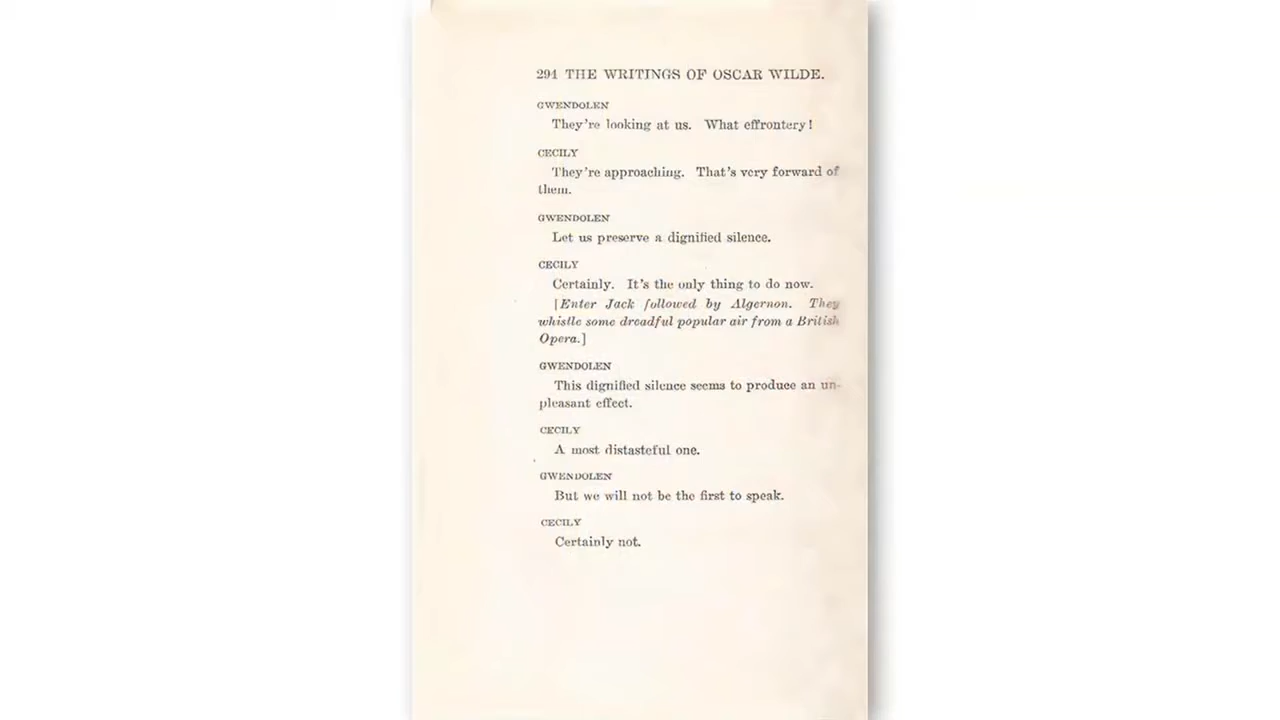 294 THE WRITINGS OF OSCAR WILDE.
GWENDOLEN
They're looking at us. What effrontery!
CECILY
They're approaching. That's very forward of
them.
GWENDOLEN
Let us preserve a dignified silence.
CECILY
Certainly. It's the only thing to do now.
[Enter Jack followed by Algernon. They
whistle some dreadful popular air from a British
Opera.]
GWENDOLEN
This dignified silence seems to produce an un-
pleasant effect.
CECILY
A most distasteful one.
GWENDOLEN
But we will not be the first to speak.
CECILY
Certainly not.